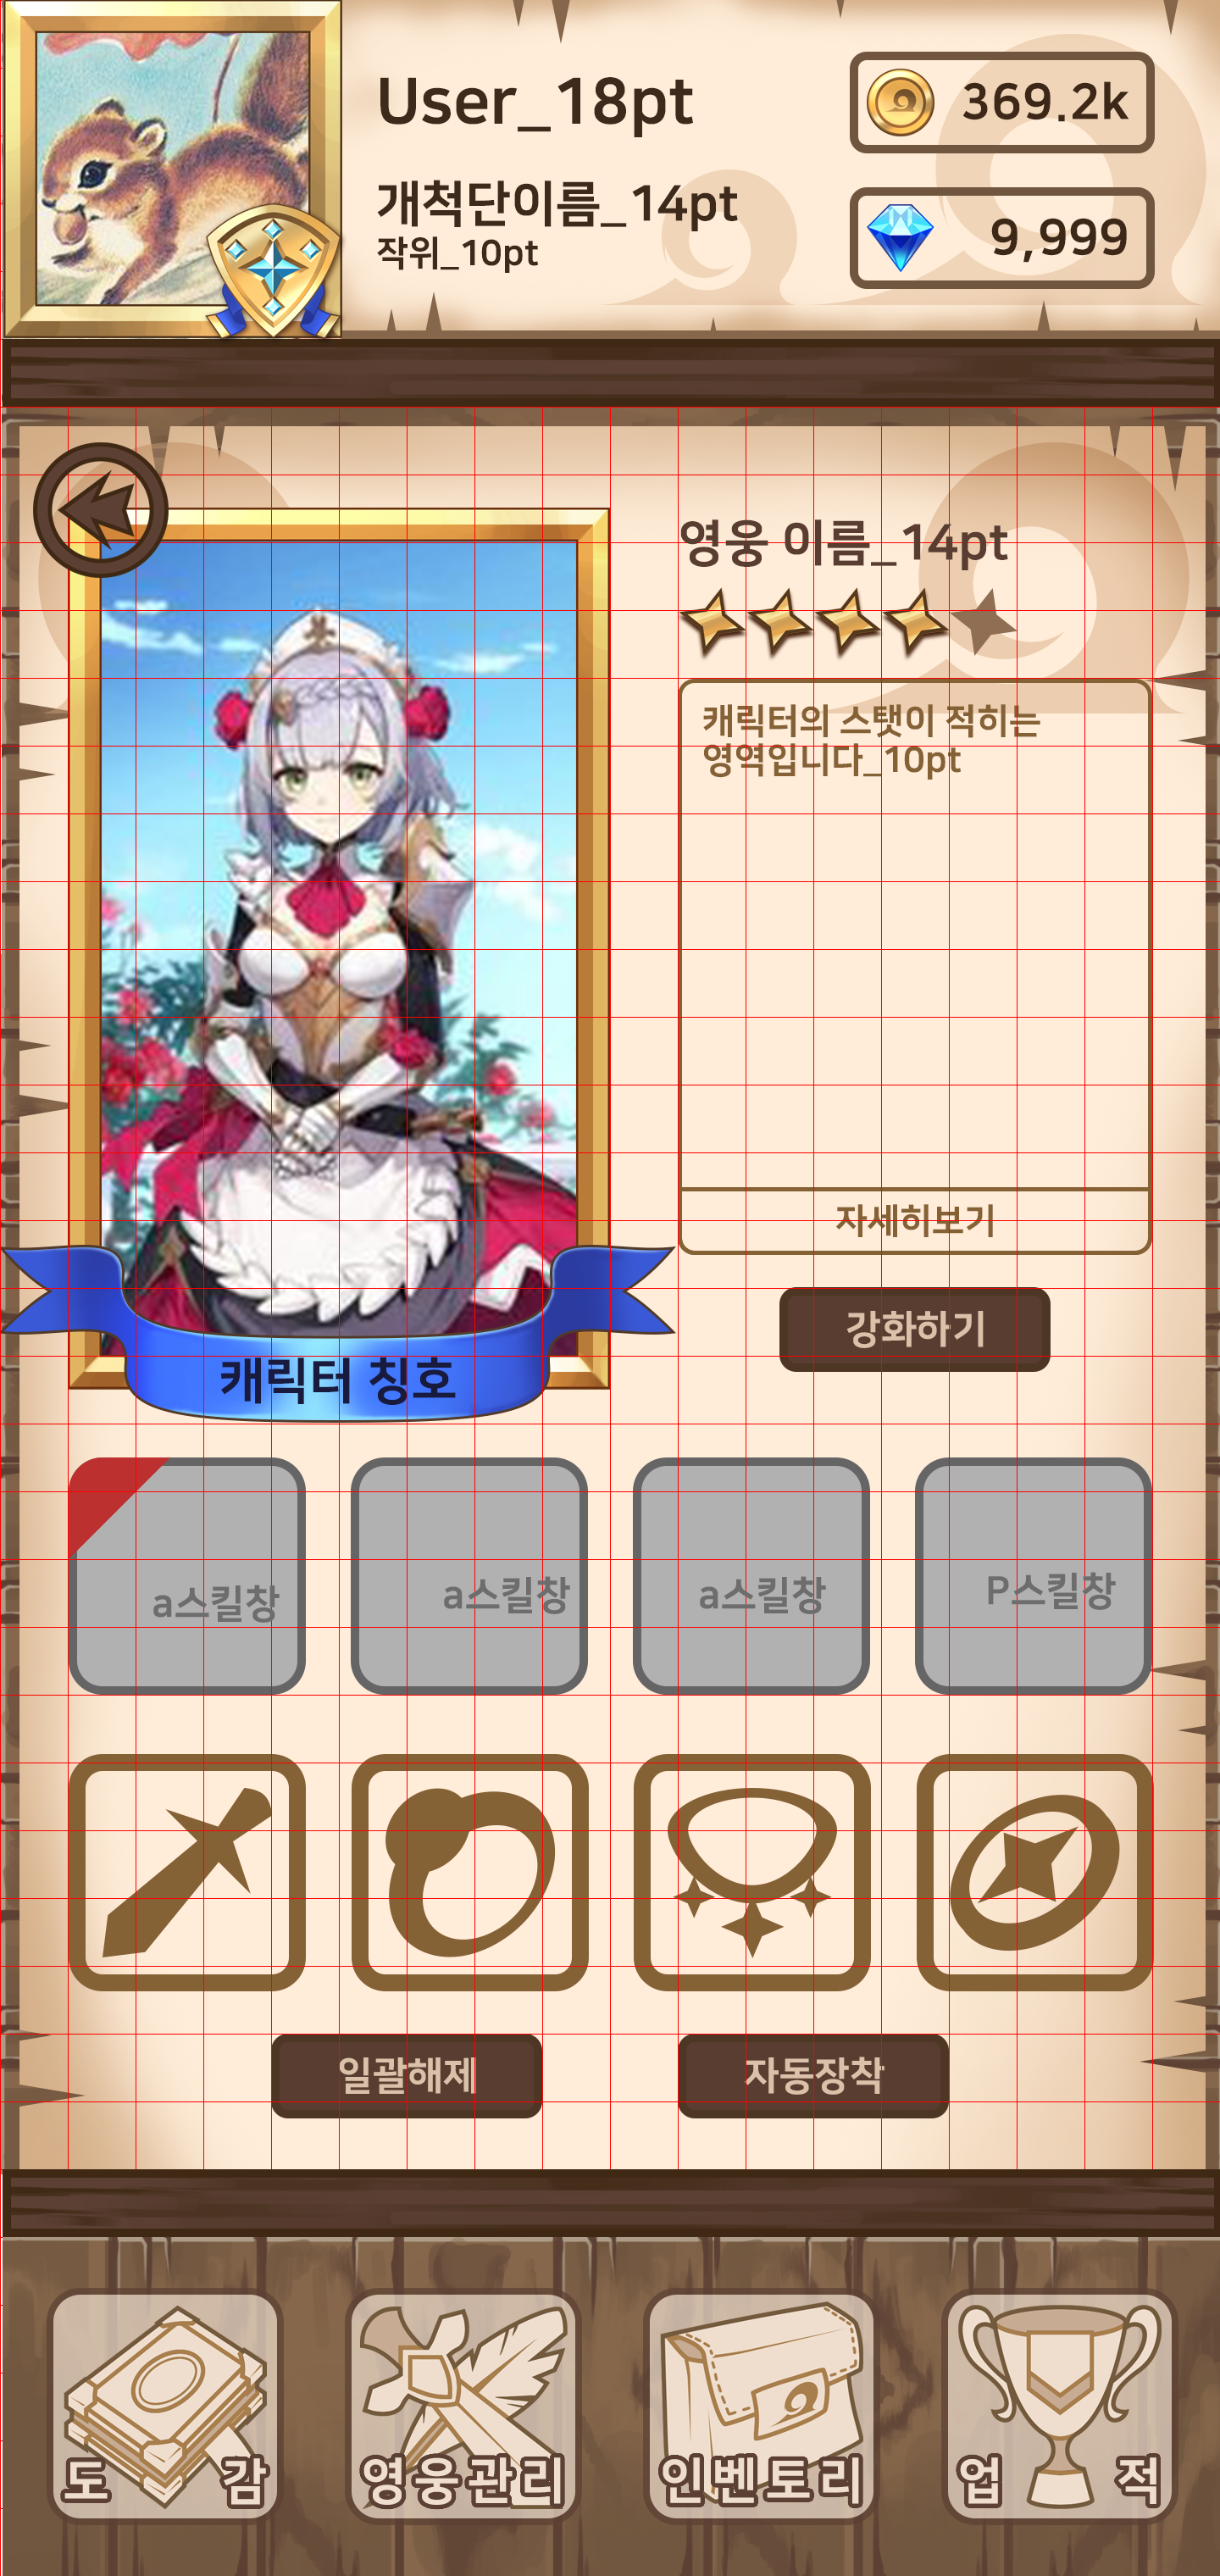 User_18pt
369.2k
개척단이름_14pt
작위_10pt
9,999
영웅 이름_14pt
캐릭터의 스탯이 적히는
영역입니다_10pt
자세히보기
강화하기
캐릭터 칭호
a스킬창
a스킬창
a스킬창
P스킬창
일괄해제
자동장착
도 감
영웅관리
인벤토리
업 적